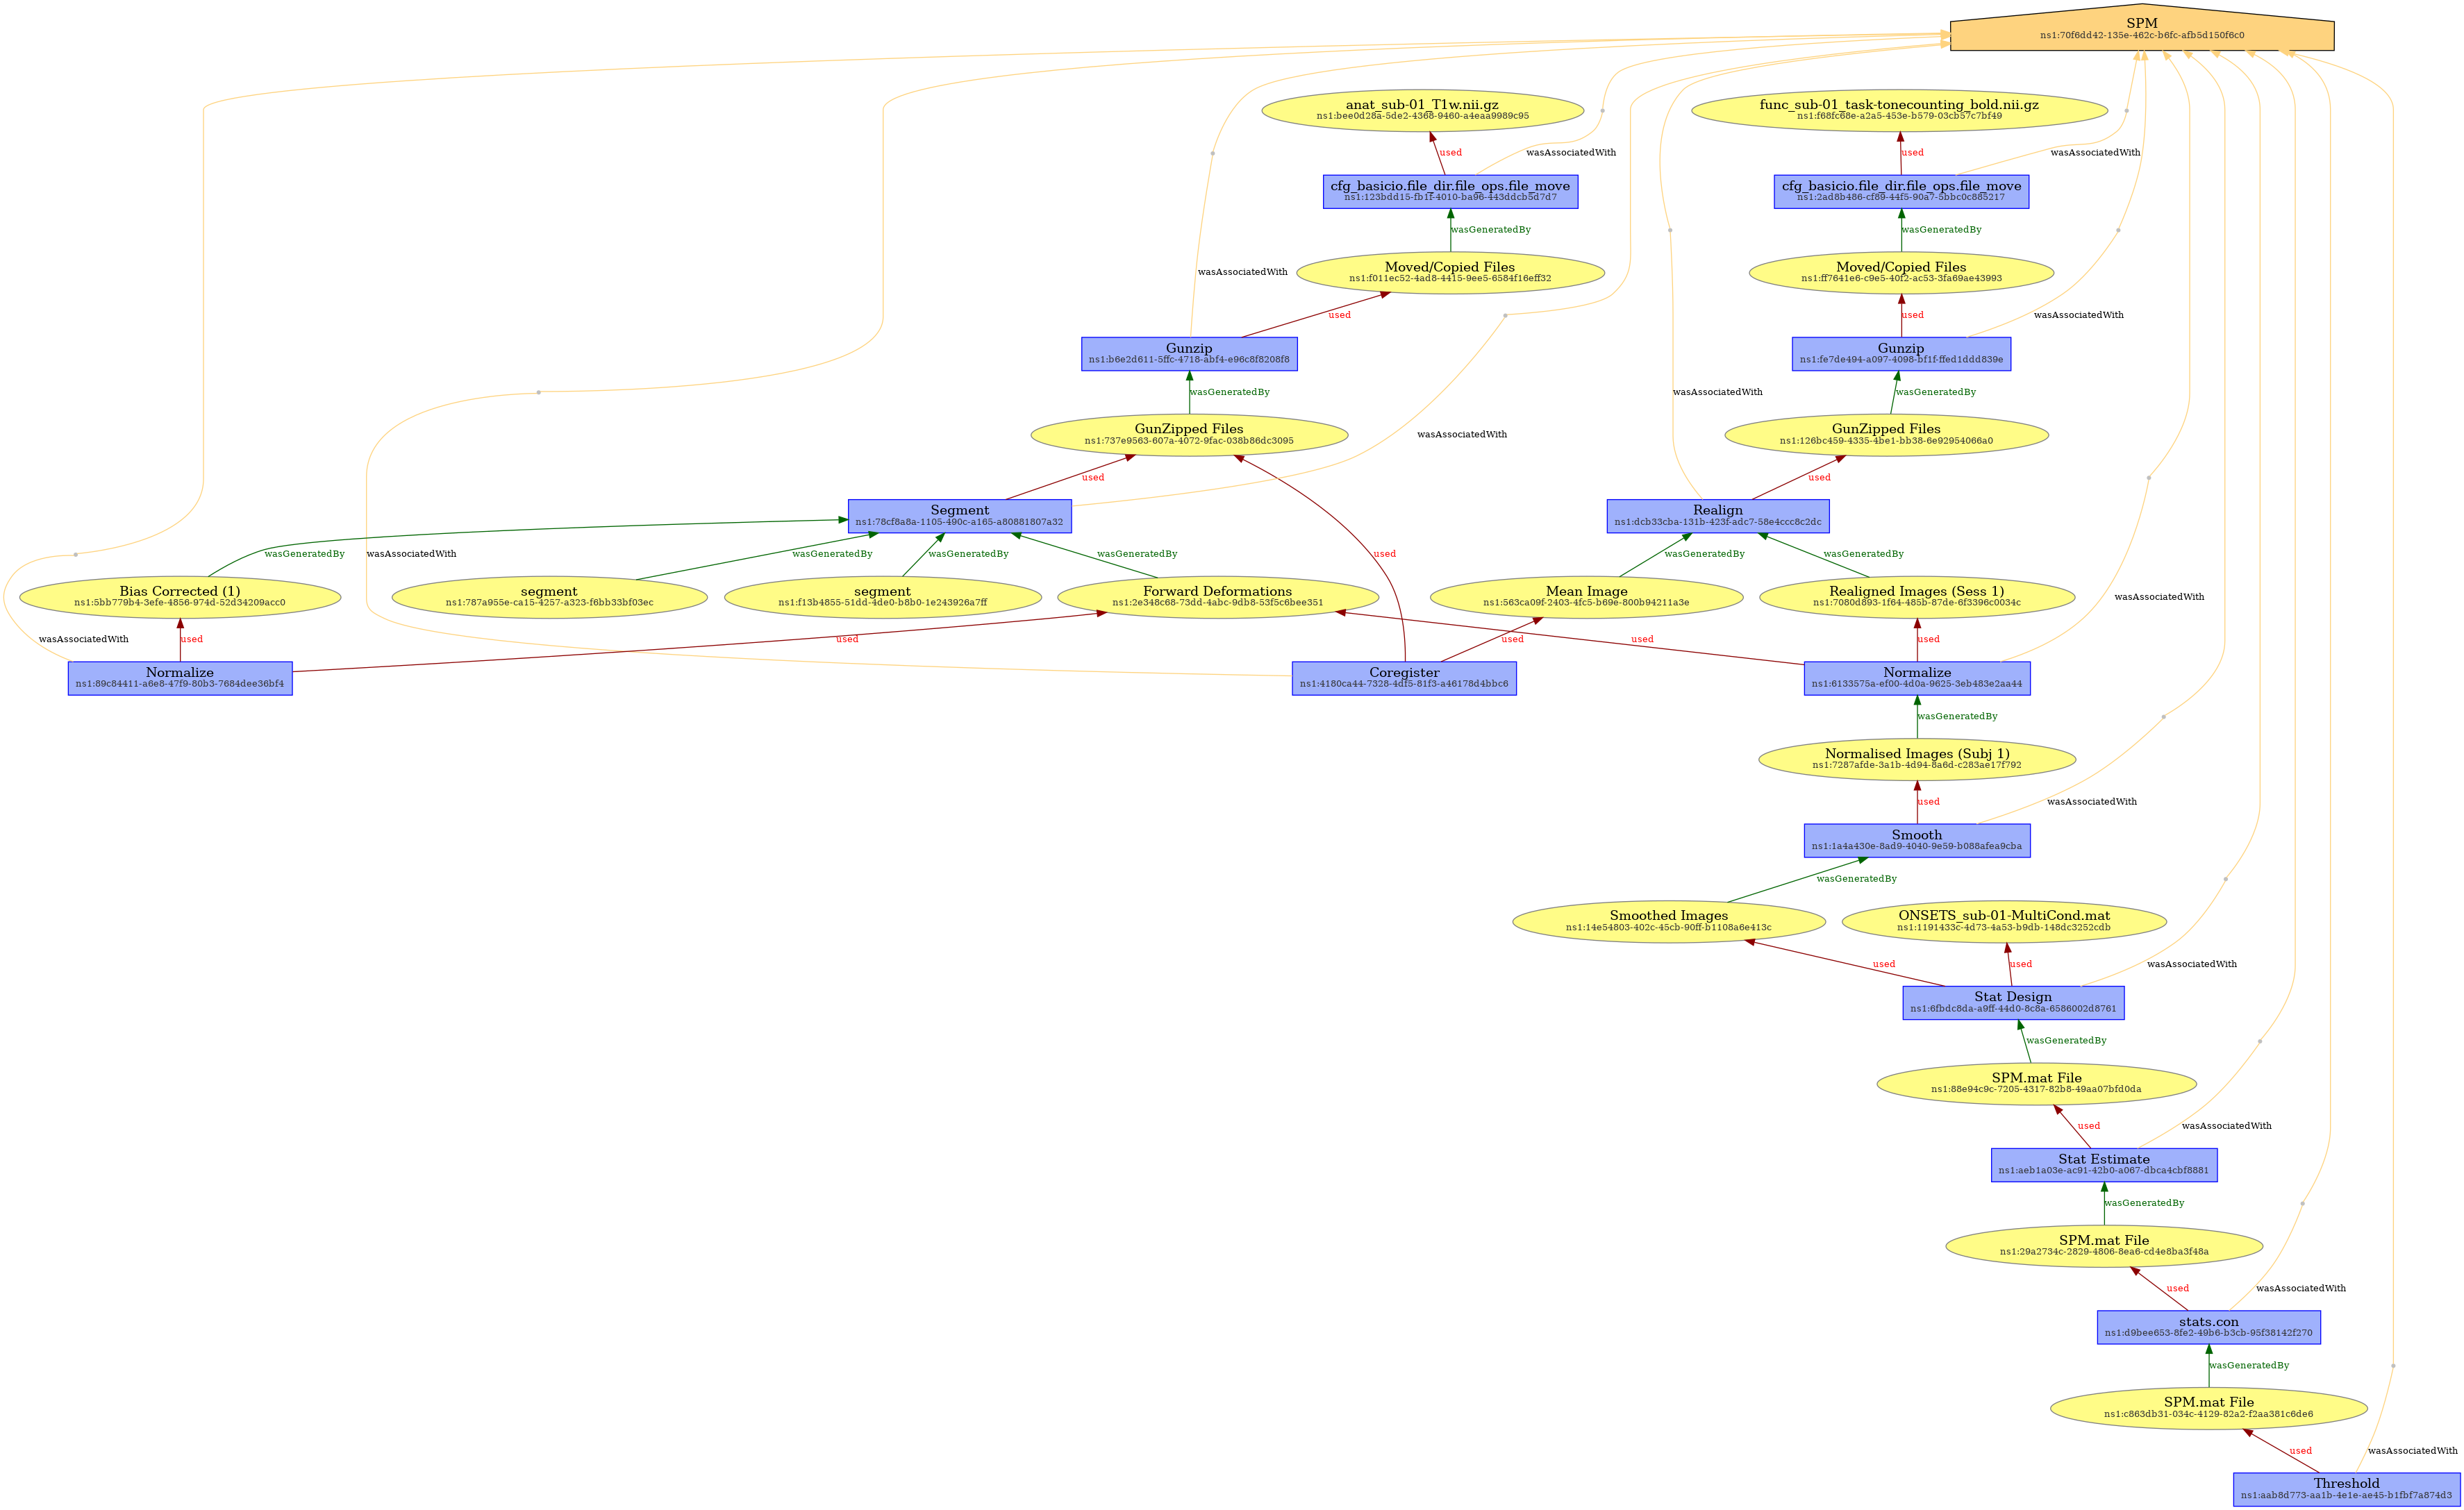 SPM
ns1:70f6dd42-135e-462c-b6fc-afb5d150f6c0
anat_sub-01_T1w.nii.gz
ns1:bee0d28a-5de2-4368-9460-a4eaa9989c95
func_sub-01_task-tonecounting_bold.nii.gz
ns1:f68fc68e-a2a5-453e-b579-03cb57c7bf49
used
wasAssociatedWith
used
wasAssociatedWith
cfg_basicio.file_dir.file_ops.file_move
ns1:123bdd15-fb1f-4010-ba96-443ddcb5d7d7
cfg_basicio.file_dir.file_ops.file_move
ns1:2ad8b486-cf89-44f5-90a7-5bbc0c885217
wasGeneratedBy
wasGeneratedBy
wasAssociatedWith
Moved/Copied Files
ns1:f011ec52-4ad8-4415-9ee5-6584f16eff32
Moved/Copied Files
ns1:ff7641e6-c9e5-40f2-ac53-3fa69ae43993
used
used
wasAssociatedWith
Gunzip
ns1:b6e2d611-5ffc-4718-abf4-e96c8f8208f8
Gunzip
ns1:fe7de494-a097-4098-bf1f-ffed1ddd839e
wasGeneratedBy
wasAssociatedWith
wasGeneratedBy
GunZipped Files
ns1:737e9563-607a-4072-9fac-038b86dc3095
wasAssociatedWith
GunZipped Files
ns1:126bc459-4335-4be1-bb38-6e92954066a0
used
used
Segment
ns1:78cf8a8a-1105-490c-a165-a80881807a32
Realign
ns1:dcb33cba-131b-423f-adc7-58e4ccc8c2dc
wasGeneratedBy
wasAssociatedWith
wasGeneratedBy
wasGeneratedBy
wasGeneratedBy
used
wasGeneratedBy
wasGeneratedBy
Bias Corrected (1)
ns1:5bb779b4-3efe-4856-974d-52d34209acc0
segment
ns1:787a955e-ca15-4257-a323-f6bb33bf03ec
segment
ns1:f13b4855-51dd-4de0-b8b0-1e243926a7ff
Forward Deformations
ns1:2e348c68-73dd-4abc-9db8-53f5c6bee351
Mean Image
ns1:563ca09f-2403-4fc5-b69e-800b94211a3e
Realigned Images (Sess 1)
ns1:7080d893-1f64-485b-87de-6f3396c0034c
wasAssociatedWith
wasAssociatedWith
used
used
used
used
used
Normalize
ns1:89c84411-a6e8-47f9-80b3-7684dee36bf4
Coregister
ns1:4180ca44-7328-4df5-81f3-a46178d4bbc6
Normalize
ns1:6133575a-ef00-4d0a-9625-3eb483e2aa44
wasGeneratedBy
Normalised Images (Subj 1)
ns1:7287afde-3a1b-4d94-8a6d-c283ae17f792
used
wasAssociatedWith
Smooth
ns1:1a4a430e-8ad9-4040-9e59-b088afea9cba
wasGeneratedBy
Smoothed Images
ns1:14e54803-402c-45cb-90ff-b1108a6e413c
ONSETS_sub-01-MultiCond.mat
ns1:1191433c-4d73-4a53-b9db-148dc3252cdb
used
used
wasAssociatedWith
Stat Design
ns1:6fbdc8da-a9ff-44d0-8c8a-6586002d8761
wasGeneratedBy
SPM.mat File
ns1:88e94c9c-7205-4317-82b8-49aa07bfd0da
used
wasAssociatedWith
Stat Estimate
ns1:aeb1a03e-ac91-42b0-a067-dbca4cbf8881
wasGeneratedBy
SPM.mat File
ns1:29a2734c-2829-4806-8ea6-cd4e8ba3f48a
used
wasAssociatedWith
stats.con
ns1:d9bee653-8fe2-49b6-b3cb-95f38142f270
wasGeneratedBy
SPM.mat File
ns1:c863db31-034c-4129-82a2-f2aa381c6de6
used
wasAssociatedWith
Threshold
ns1:aab8d773-aa1b-4e1e-ae45-b1fbf7a874d3